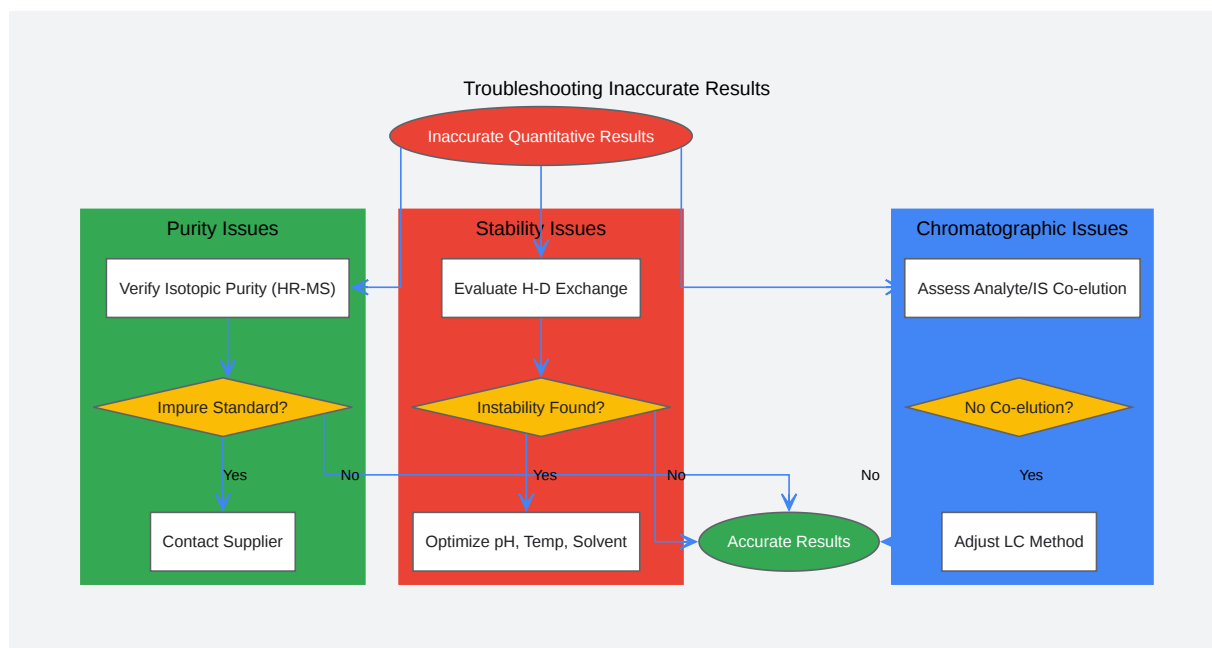 Troubleshooting Inaccurate Results
Inaccurate Quantitative Results
Purity Issues
Stability Issues
Chromatographic Issues
Verify Isotopic Purity (HR-MS)
Evaluate H-D Exchange
Assess Analyte/IS Co-elution
Impure Standard?
Instability Found?
No Co-elution?
Yes
No
Yes
No
No
Yes
Contact Supplier
Optimize pH, Temp, Solvent
Accurate Results
Adjust LC Method